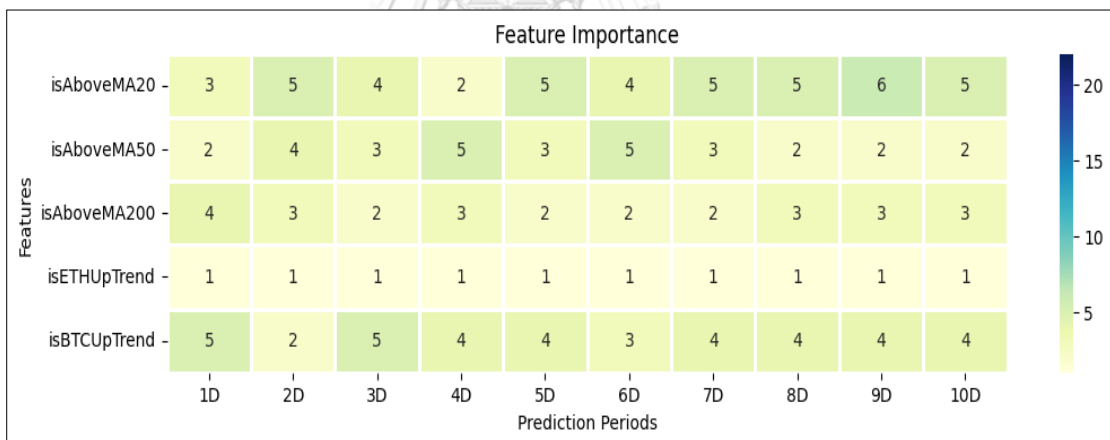 Feature Importance
isAboveMA20 3 5 4 2 5 4 5 5 6 5
isAboveMA50 2 4 3 5 3 5 3 2 2 2
isAboveMA200 4 3 2 3 2 2 2 3 3 3
isETHUpTrend 1 1 1 1 1 1 1 1 1 1
isBTCUpTrend 5 2 5 4 4 3 4 4 4 4
1D 2D 3D 4D 5D 6D 7D 8D 9D 10D
Prediction Periods
Features
20
15
10
5